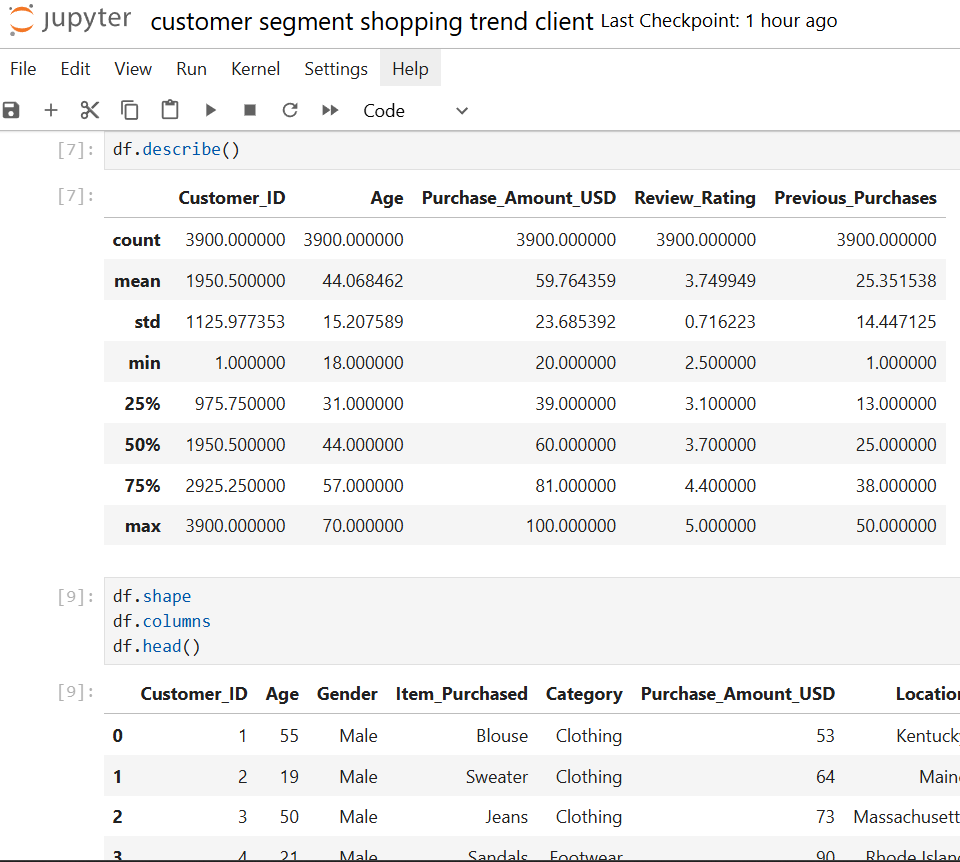 jupyter customer segment shopping trend client Last Checkpoint: 1 hour ago
File Edit View Run Kernel Settings Help
Code
[7]: df.describe()
[7]: Customer_ID Age Purchase_Amount_USD Review_Rating Previous_Purchases
count 3900.000000 3900.000000 3900.000000 3900.000000 3900.000000
mean 1950.500000 44.068462 59.764359 3.749949 25.351538
std 1125.977353 15.207589 23.685392 0.716223 14.447125
min 1.000000 18.000000 20.000000 2.500000 1.000000
25% 975.750000 31.000000 39.000000 3.100000 13.000000
50% 1950.500000 44.000000 60.000000 3.700000 25.000000
75% 2925.250000 57.000000 81.000000 4.400000 38.000000
max 3900.000000 70.000000 100.000000 5.000000 50.000000
[9]: df.shape
df.columns
df.head()
[9]: Customer_ID Age Gender Item_Purchased Category Purchase_Amount_USD Location
0 1 55 Male Blouse Clothing 53 Kentuck
1 2 19 Male Sweater Clothing 64 Main
2 3 50 Male Jeans Clothing 73 Massachusett
3 4 21 Male Sandals Footwear 90 Rhode Islan